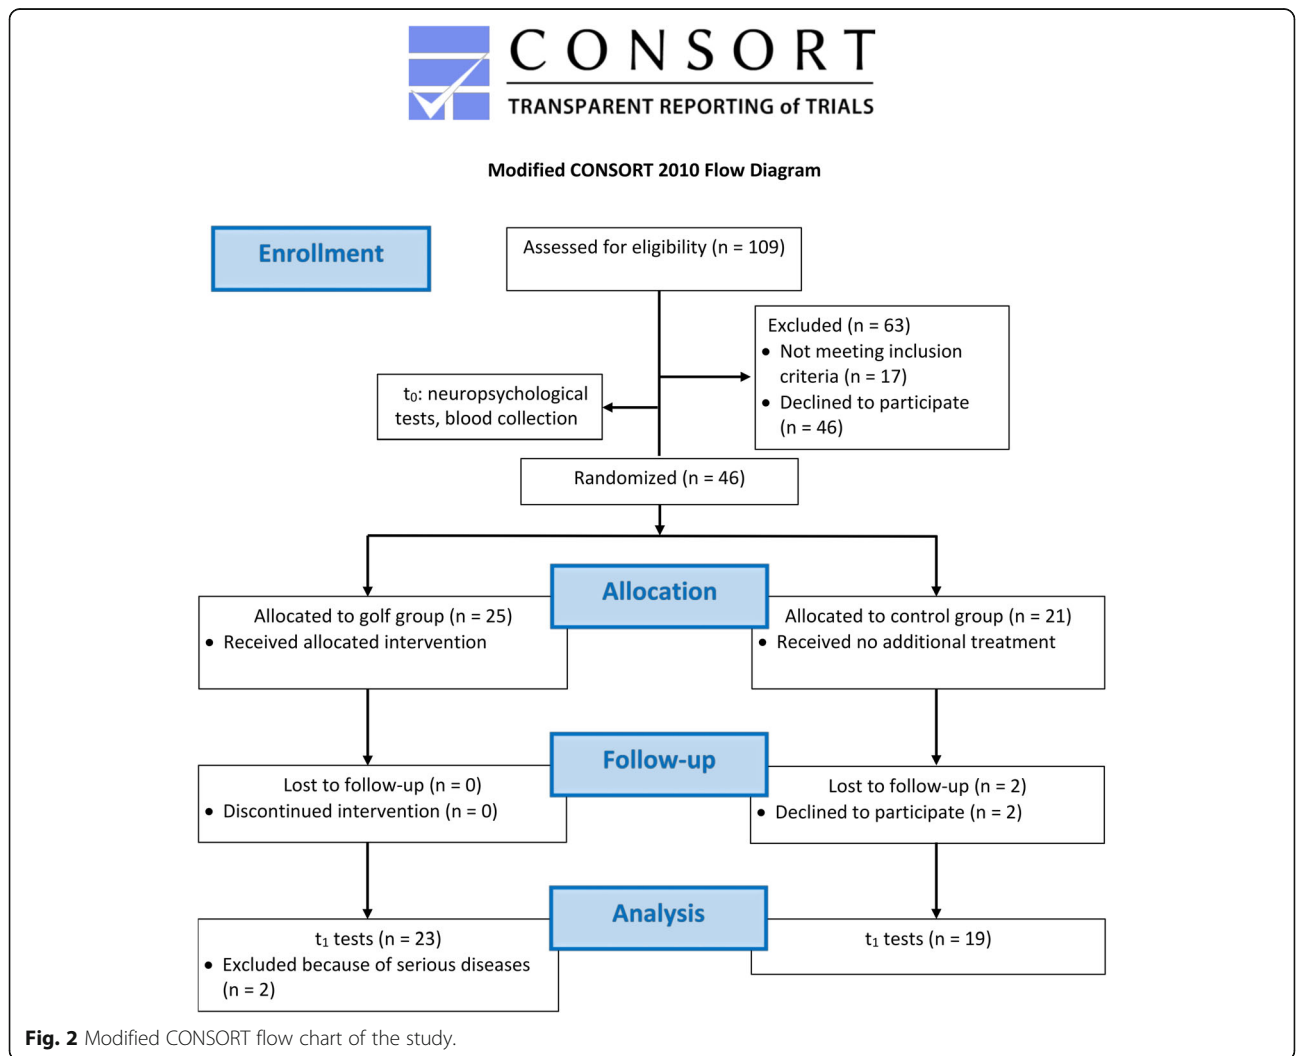 CONSORT
TRANSPARENT REPORTING of TRIALS
Modified CONSORT 2010 Flow Diagram
Enrollment
Assessed for eligibility (n = 109)
Excluded (n = 63)
● Not meeting inclusion
criteria (n = 17)
● Declined to participate
(n = 46)
t₀: neuropsychological
tests, blood collection
Randomized (n = 46)
Allocation
Allocated to golf group (n = 25)
● Received allocated intervention
Allocated to control group (n = 21)
● Received no additional treatment
Follow-up
Lost to follow-up (n = 0)
● Discontinued intervention (n = 0)
Lost to follow-up (n = 2)
● Declined to participate (n = 2)
Analysis
t₁ tests (n = 23)
● Excluded because of serious diseases
(n = 2)
t₁ tests (n = 19)
Fig. 2 Modified CONSORT flow chart of the study.